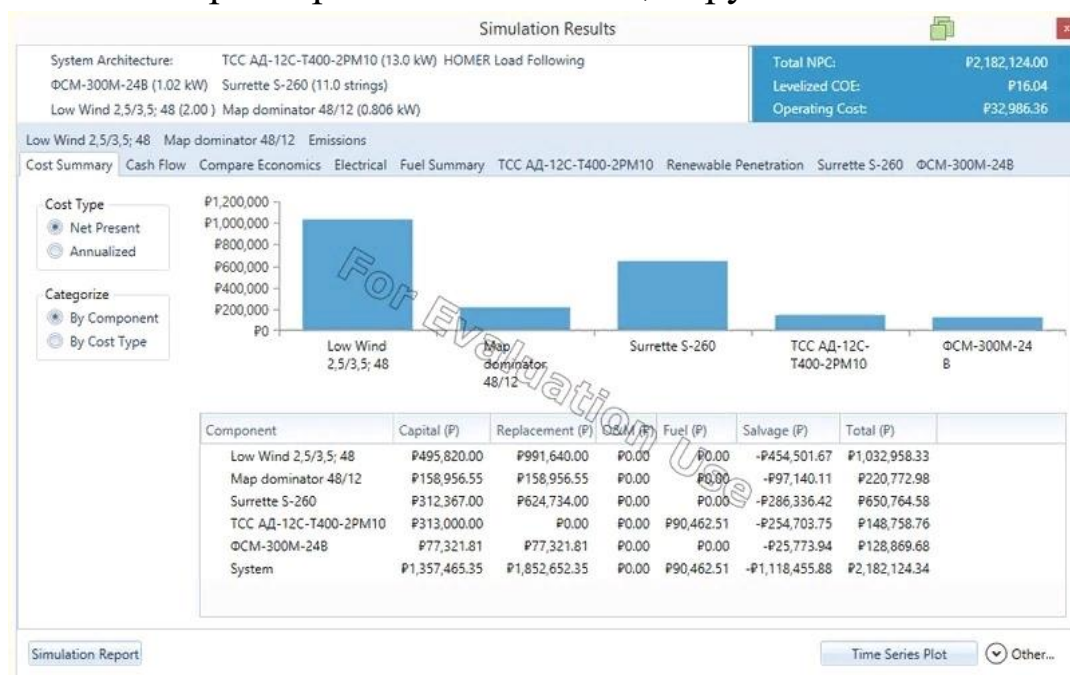 Simulation Results
System Architecture: ТСС АД-12С-Т400-2РМ10 (13.0 kW) HOMER Load Following
ФСМ-300М-24В (1.02 kW) Surrette S-260 (11.0 strings)
Low Wind 2,5/3,5; 48 (2.00 ) Map dominator 48/12 (0.806 kW)
Total NPC: ₽2,182,124.00
Levelized COE: ₽16.04
Operating Cost: ₽32,986.36
Low Wind 2,5/3,5; 48 Map dominator 48/12 Emissions
Cost Summary Cash Flow Compare Economics Electrical Fuel Summary ТСС АД-12С-Т400-2РМ10 Renewable Penetration Surrette S-260 ФСМ-300М-24В
Cost Type
Net Present
Annualized
Categorize
By Component
By Cost Type
₽1,200,000
₽1,000,000
₽800,000
₽600,000
₽400,000
₽200,000
₽0
Low Wind
2,5/3,5; 48
Map
dominator
48/12
Surrette S-260
ТСС АД-12С-
Т400-2РМ10
ФСМ-300М-24
В
For Evaluation Use
Component Capital (₽) Replacement (₽) O&M (₽) Fuel (₽) Salvage (₽) Total (₽)
Low Wind 2,5/3,5; 48 ₽495,820.00 ₽991,640.00 ₽0.00 ₽0.00 -₽454,501.67 ₽1,032,958.33
Map dominator 48/12 ₽158,956.55 ₽158,956.55 ₽0.00 ₽0.00 -₽97,140.11 ₽220,772.98
Surrette S-260 ₽312,367.00 ₽624,734.00 ₽0.00 ₽0.00 -₽286,336.42 ₽650,764.58
ТСС АД-12С-Т400-2РМ10 ₽313,000.00 ₽0.00 ₽0.00 ₽90,462.51 -₽254,703.75 ₽148,758.76
ФСМ-300М-24В ₽77,321.81 ₽77,321.81 ₽0.00 ₽0.00 -₽25,773.94 ₽128,869.68
System ₽1,357,465.35 ₽1,852,652.35 ₽0.00 ₽90,462.51 -₽1,118,455.88 ₽2,182,124.34
Simulation Report
Time Series Plot
Other...